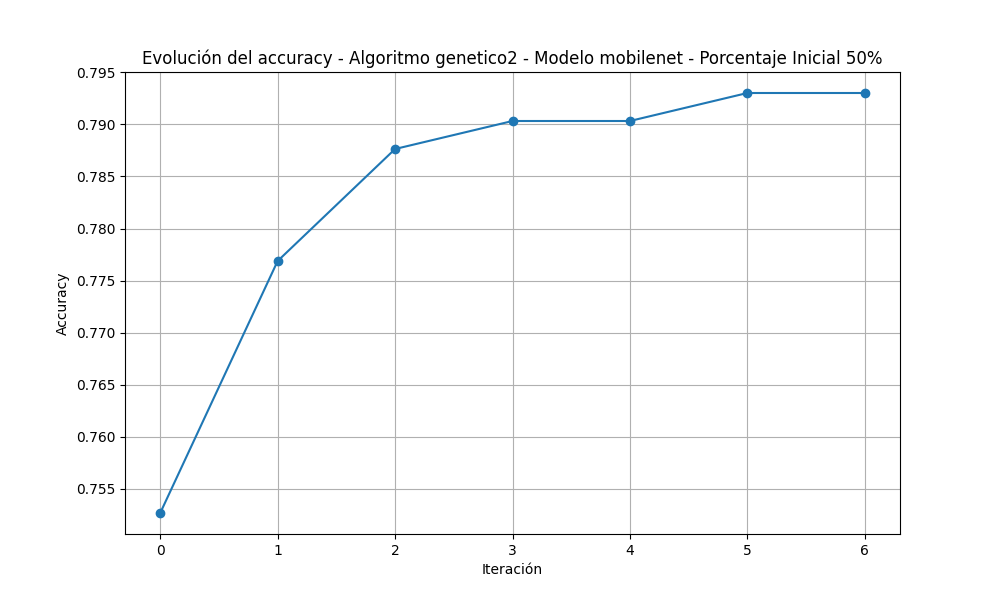 Evolución del accuracy - Algoritmo genetico2 - Modelo mobilenet - Porcentaje Inicial 50%
0.795
0.790
0.785
0.780
0.775
0.770
0.765
0.760
0.755
Accuracy
0 1 2 3 4 5 6
Iteración